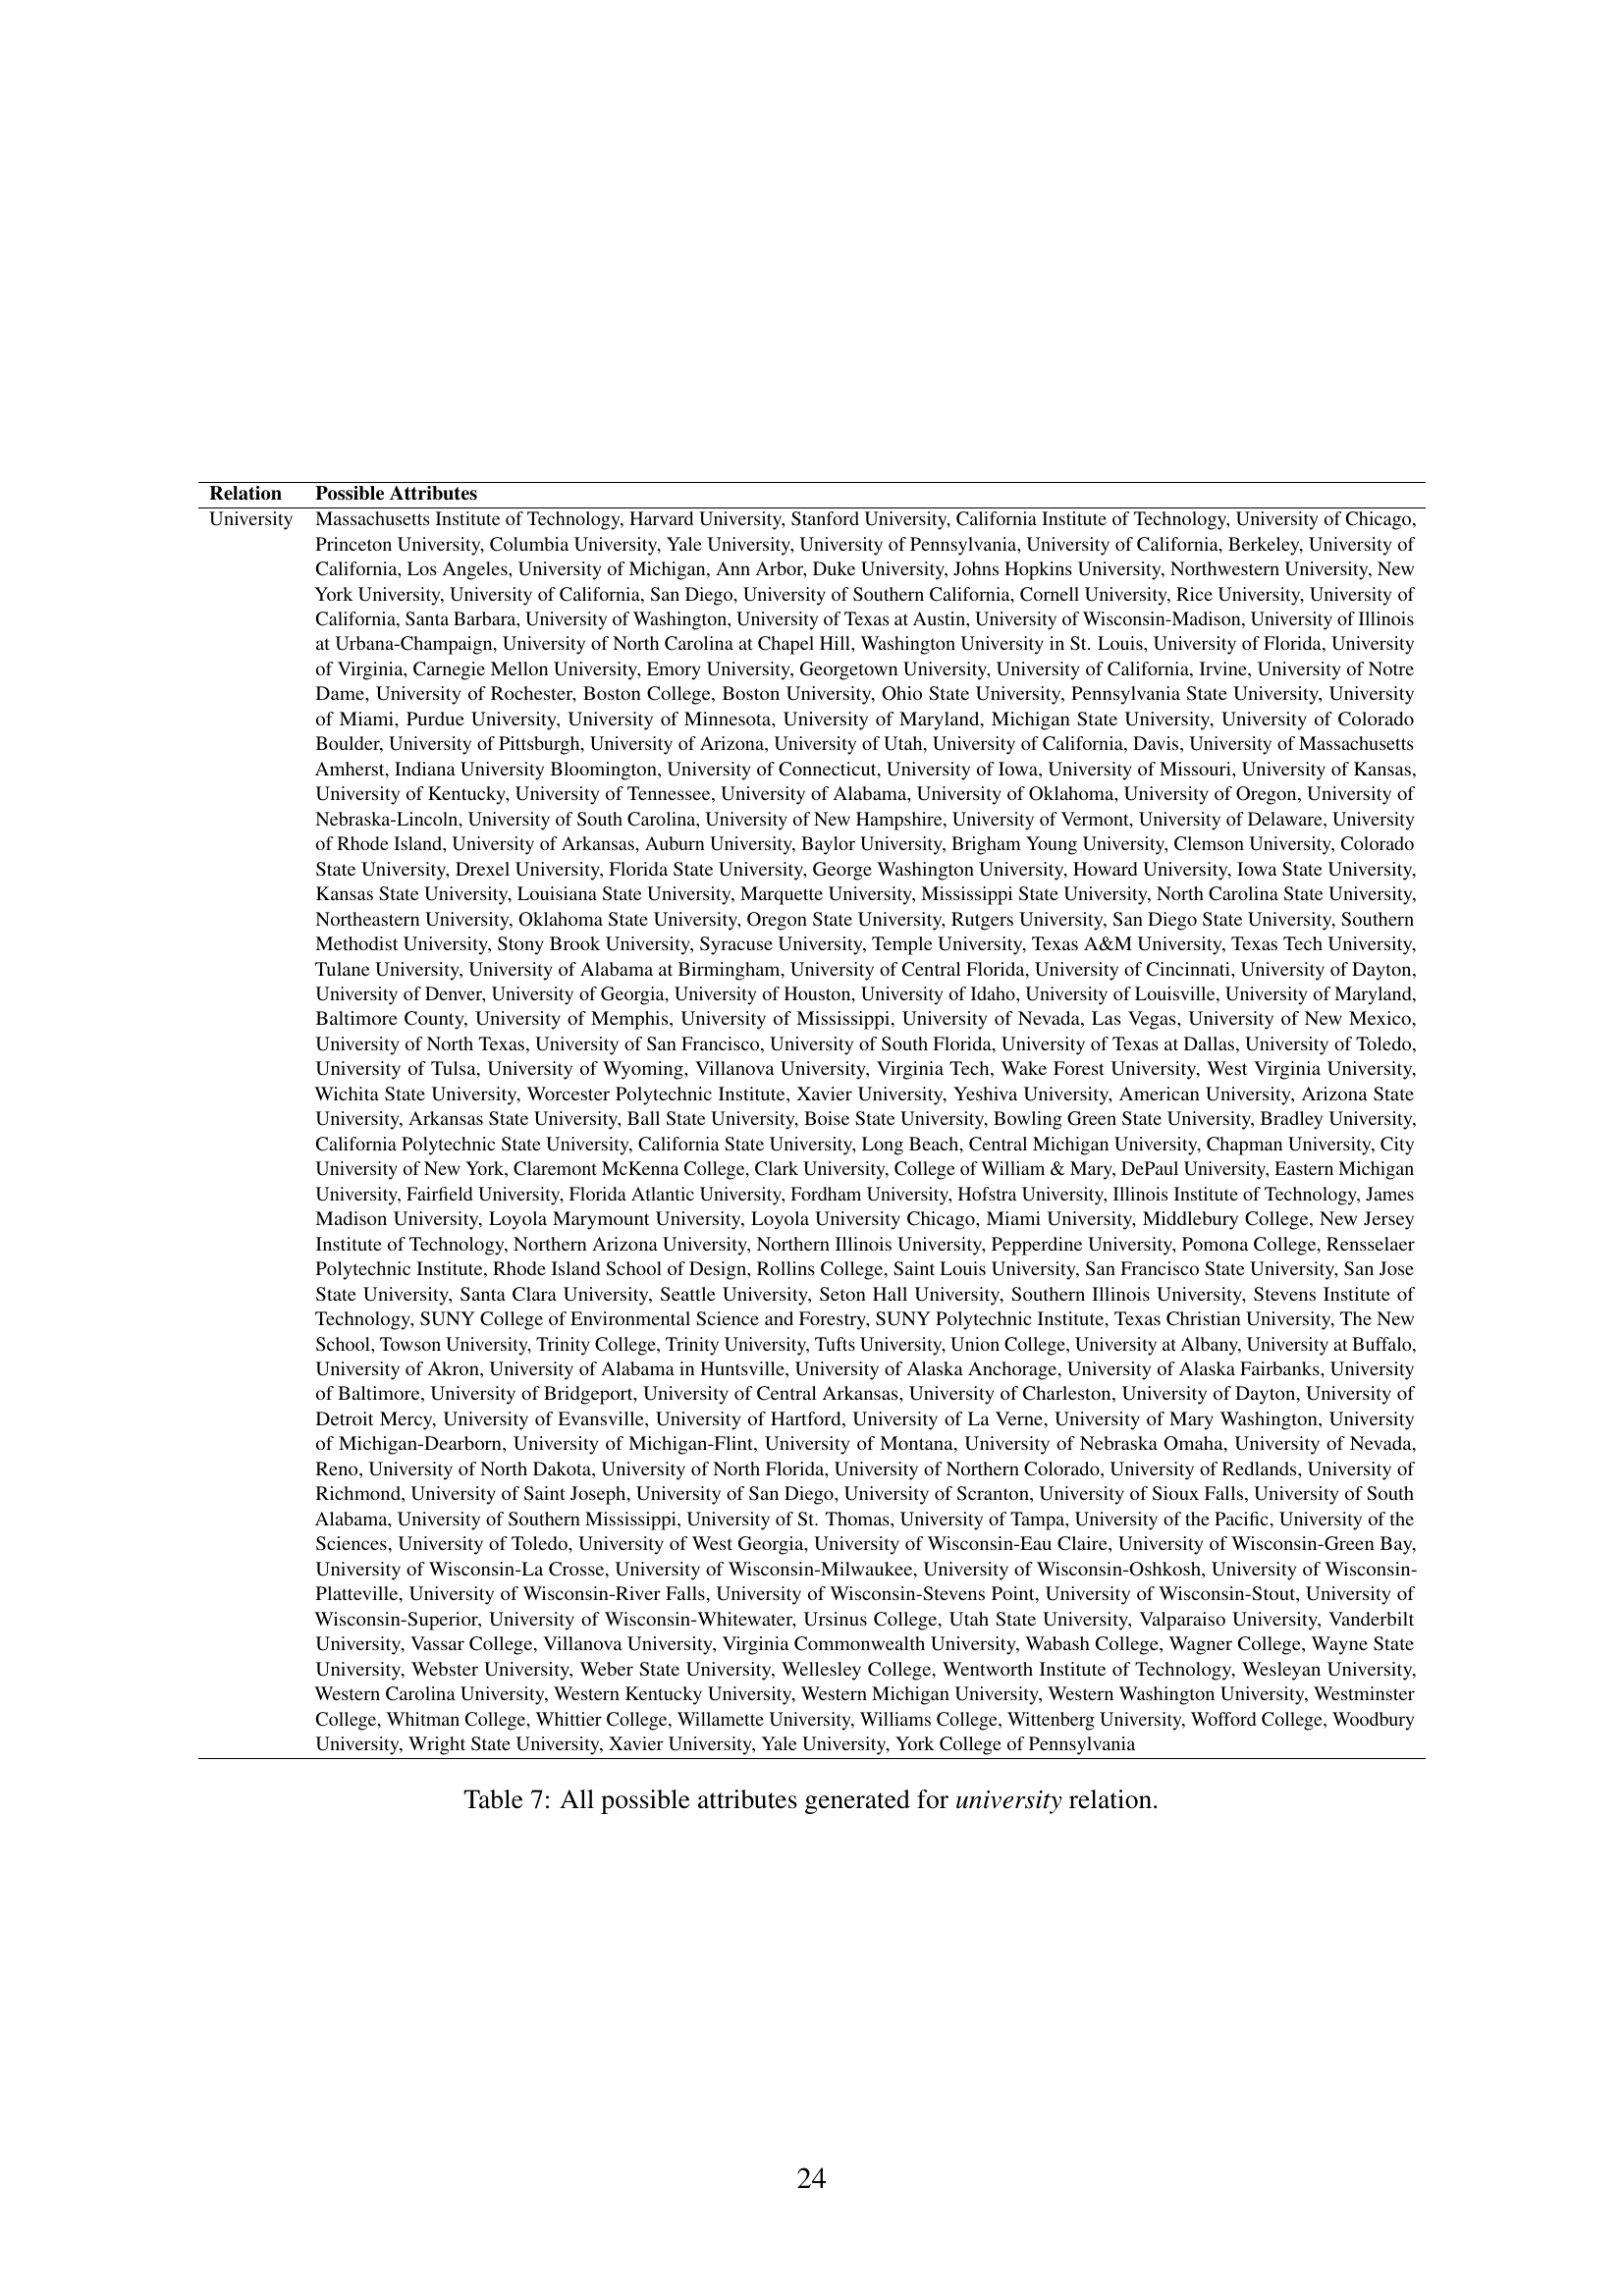 Relation Possible Attributes
University Massachusetts Institute of Technology, Harvard University, Stanford University, California Institute of Technology, University of Chicago,
Princeton University, Columbia University, Yale University, University of Pennsylvania, University of California, Berkeley, University of
California, Los Angeles, University of Michigan, Ann Arbor, Duke University, Johns Hopkins University, Northwestern University, New
York University, University of California, San Diego, University of Southern California, Cornell University, Rice University, University of
California, Santa Barbara, University of Washington, University of Texas at Austin, University of Wisconsin-Madison, University of Illinois
at Urbana-Champaign, University of North Carolina at Chapel Hill, Washington University in St. Louis, University of Florida, University
of Virginia, Carnegie Mellon University, Emory University, Georgetown University, University of California, Irvine, University of Notre
Dame, University of Rochester, Boston College, Boston University, Ohio State University, Pennsylvania State University, University
of Miami, Purdue University, University of Minnesota, University of Maryland, Michigan State University, University of Colorado
Boulder, University of Pittsburgh, University of Arizona, University of Utah, University of California, Davis, University of Massachusetts
Amherst, Indiana University Bloomington, University of Connecticut, University of Iowa, University of Missouri, University of Kansas,
University of Kentucky, University of Tennessee, University of Alabama, University of Oklahoma, University of Oregon, University of
Nebraska-Lincoln, University of South Carolina, University of New Hampshire, University of Vermont, University of Delaware, University
of Rhode Island, University of Arkansas, Auburn University, Baylor University, Brigham Young University, Clemson University, Colorado
State University, Drexel University, Florida State University, George Washington University, Howard University, Iowa State University,
Kansas State University, Louisiana State University, Marquette University, Mississippi State University, North Carolina State University,
Northeastern University, Oklahoma State University, Oregon State University, Rutgers University, San Diego State University, Southern
Methodist University, Stony Brook University, Syracuse University, Temple University, Texas A&M University, Texas Tech University,
Tulane University, University of Alabama at Birmingham, University of Central Florida, University of Cincinnati, University of Dayton,
University of Denver, University of Georgia, University of Houston, University of Idaho, University of Louisville, University of Maryland,
Baltimore County, University of Memphis, University of Mississippi, University of Nevada, Las Vegas, University of New Mexico,
University of North Texas, University of San Francisco, University of South Florida, University of Texas at Dallas, University of Toledo,
University of Tulsa, University of Wyoming, Villanova University, Virginia Tech, Wake Forest University, West Virginia University,
Wichita State University, Worcester Polytechnic Institute, Xavier University, Yeshiva University, American University, Arizona State
University, Arkansas State University, Ball State University, Boise State University, Bowling Green State University, Bradley University,
California Polytechnic State University, California State University, Long Beach, Central Michigan University, Chapman University, City
University of New York, Claremont McKenna College, Clark University, College of William & Mary, DePaul University, Eastern Michigan
University, Fairfield University, Florida Atlantic University, Fordham University, Hofstra University, Illinois Institute of Technology, James
Madison University, Loyola Marymount University, Loyola University Chicago, Miami University, Middlebury College, New Jersey
Institute of Technology, Northern Arizona University, Northern Illinois University, Pepperdine University, Pomona College, Rensselaer
Polytechnic Institute, Rhode Island School of Design, Rollins College, Saint Louis University, San Francisco State University, San Jose
State University, Santa Clara University, Seattle University, Seton Hall University, Southern Illinois University, Stevens Institute of
Technology, SUNY College of Environmental Science and Forestry, SUNY Polytechnic Institute, Texas Christian University, The New
School, Towson University, Trinity College, Trinity University, Tufts University, Union College, University at Albany, University at Buffalo,
University of Akron, University of Alabama in Huntsville, University of Alaska Anchorage, University of Alaska Fairbanks, University
of Baltimore, University of Bridgeport, University of Central Arkansas, University of Charleston, University of Dayton, University of
Detroit Mercy, University of Evansville, University of Hartford, University of La Verne, University of Mary Washington, University
of Michigan-Dearborn, University of Michigan-Flint, University of Montana, University of Nebraska Omaha, University of Nevada,
Reno, University of North Dakota, University of North Florida, University of Northern Colorado, University of Redlands, University of
Richmond, University of Saint Joseph, University of San Diego, University of Scranton, University of Sioux Falls, University of South
Alabama, University of Southern Mississippi, University of St. Thomas, University of Tampa, University of the Pacific, University of the
Sciences, University of Toledo, University of West Georgia, University of Wisconsin-Eau Claire, University of Wisconsin-Green Bay,
University of Wisconsin-La Crosse, University of Wisconsin-Milwaukee, University of Wisconsin-Oshkosh, University of Wisconsin-
Platteville, University of Wisconsin-River Falls, University of Wisconsin-Stevens Point, University of Wisconsin-Stout, University of
Wisconsin-Superior, University of Wisconsin-Whitewater, Ursinus College, Utah State University, Valparaiso University, Vanderbilt
University, Vassar College, Villanova University, Virginia Commonwealth University, Wabash College, Wagner College, Wayne State
University, Webster University, Weber State University, Wellesley College, Wentworth Institute of Technology, Wesleyan University,
Western Carolina University, Western Kentucky University, Western Michigan University, Western Washington University, Westminster
College, Whitman College, Whittier College, Willamette University, Williams College, Wittenberg University, Wofford College, Woodbury
University, Wright State University, Xavier University, Yale University, York College of Pennsylvania
Table 7: All possible attributes generated for university relation.
24